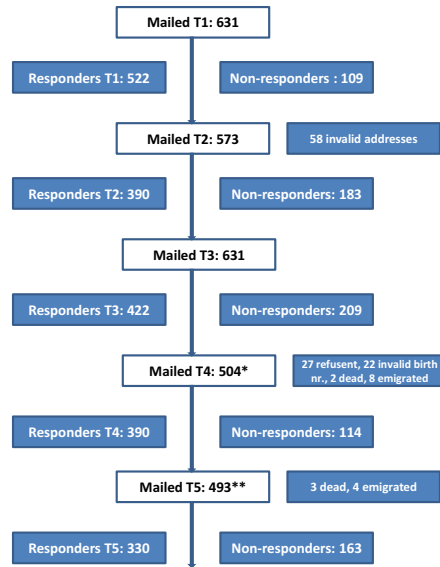 Mailed T1: 631
Responders T1: 522
Non-responders : 109
Mailed T2: 573
58 invalid addresses
Responders T2: 390
Non-responders: 183
Mailed T3: 631
Responders T3: 422
Non-responders: 209
Mailed T4: 504*
27 refusent, 22 invalid birth
nr., 2 dead, 8 emigrated
Responders T4: 390
Non-responders: 114
Mailed T5: 493**
3 dead, 4 emigrated
Responders T5: 330
Non-responders: 163